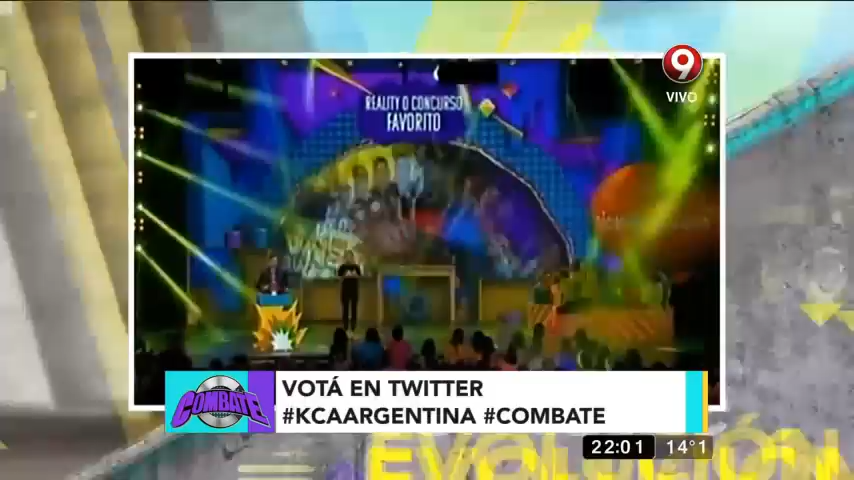 9
VIVO
REALITY O CONCURSO
FAVORITO
COMBATE
VOTÁ EN TWITTER
#KCAARGENTINA #COMBATE
22:01 14°1
EVOLUCIÓN